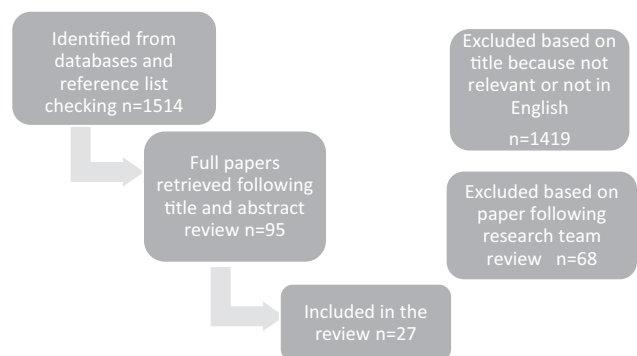 Identified from
databases and
reference list
checking n=1514
Excluded based on
title because not
relevant or not in
English
n=1419
Full papers
retrieved following
title and abstract
review n=95
Excluded based on
paper following
research team
review n=68
Included in the
review n=27